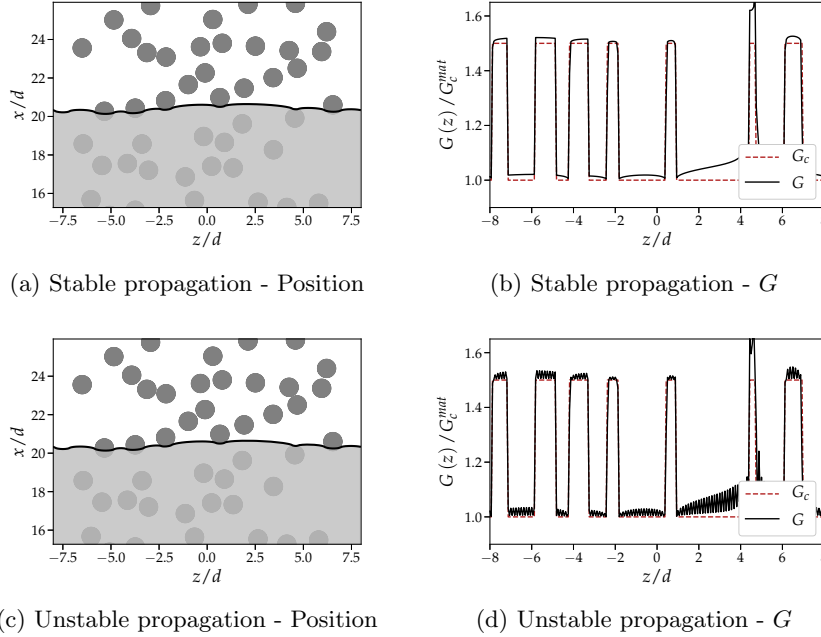 24
22
20
18
16
x/d
−7.5 −5.0 −2.5 0.0 2.5 5.0 7.5
z/d
(a) Stable propagation - Position
1.6
1.4
1.2
1.0
G (z) / G_c^{mat}
G_c
G
−8 −6 −4 −2 0 2 4 6 8
z/d
(b) Stable propagation - G
24
22
20
18
16
x/d
−7.5 −5.0 −2.5 0.0 2.5 5.0 7.5
z/d
(c) Unstable propagation - Position
1.6
1.4
1.2
1.0
G (z) / G_c^{mat}
G_c
G
−8 −6 −4 −2 0 2 4 6 8
z/d
(d) Unstable propagation - G